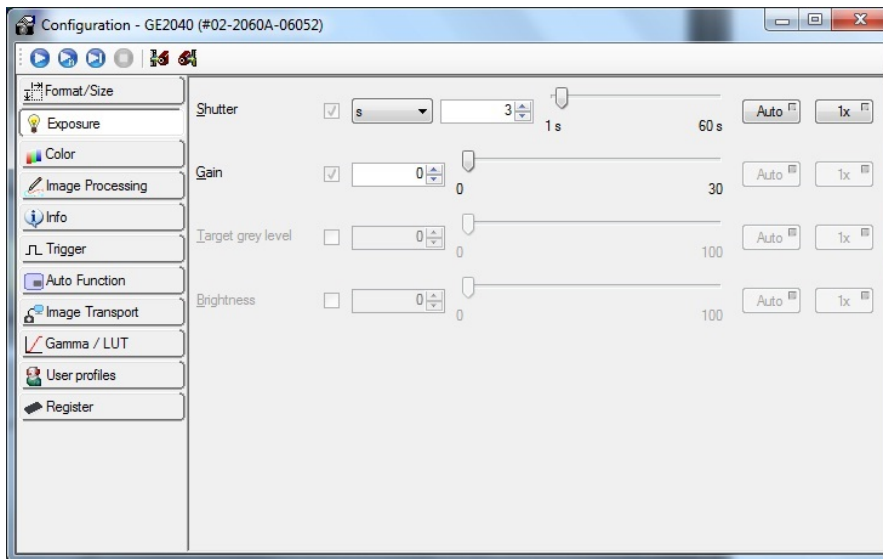 Configuration - GE2040 (#02-2060A-06052)
Format/Size
Exposure
Color
Image Processing
Info
Trigger
Auto Function
Image Transport
Gamma / LUT
User profiles
Register
Shutter s 3 1 s 60 s Auto 1x
Gain 0 0 30 Auto 1x
Target grey level 0 0 100 Auto 1x
Brightness 0 0 100 Auto 1x